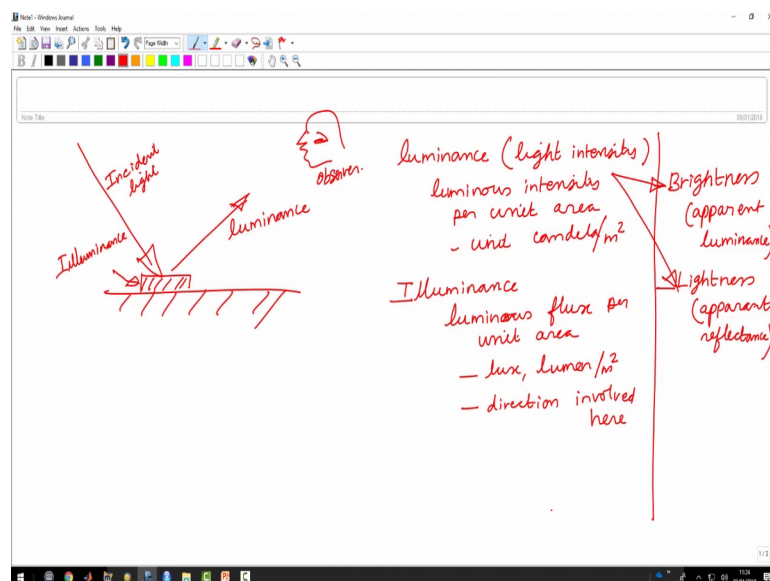 Note1 - Windows Journal
File Edit View Insert Actions Tools Help
Page Width
B I
Note Title
09/01/2018
Incident
light
Observer.
luminance
Illuminance
luminance (light intensity)
luminous intensity
per unit area
- unit candela/m²
Illuminance
luminous flux per
unit area
- lux, lumen/m²
- direction involved
here
Brightness
(apparent
luminance)
Lightness
(apparent
reflectance)
1/3
11:24